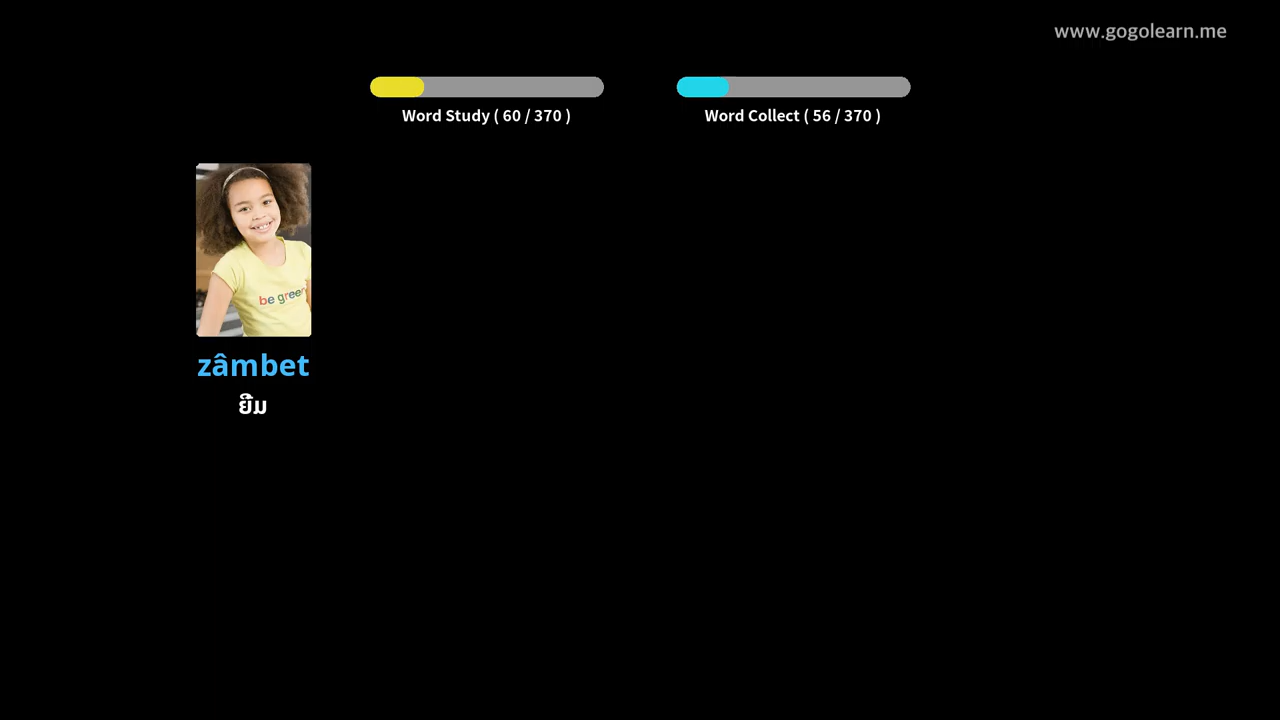 www.gogolearn.me
Word Study ( 60 / 370 )
Word Collect ( 56 / 370 )
be green
zâmbet
ຍີ້ມ